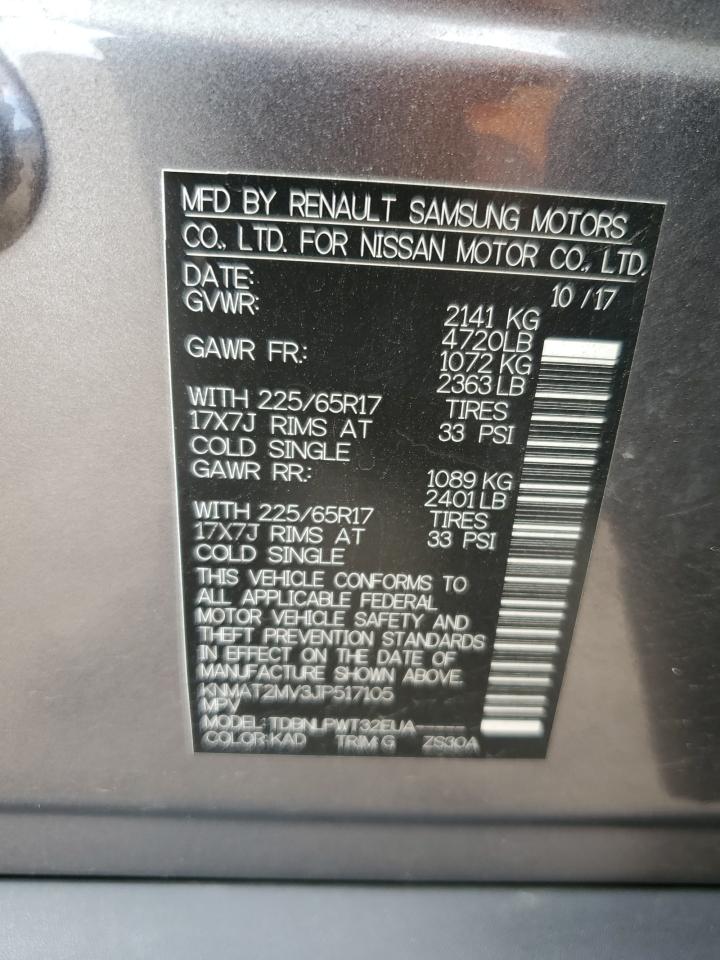 MFD BY RENAULT SAMSUNG MOTORS
CO., LTD. FOR NISSAN MOTOR CO., LTD.
DATE: 10 /17
GVWR: 2141 KG
4720LB
GAWR FR.: 1072 KG
2363 LB
WITH 225/65R17 TIRES
17X7J RIMS AT 33 PSI
COLD SINGLE
GAWR RR.: 1089 KG
2401 LB
WITH 225/65R17 TIRES
17X7J RIMS AT 33 PSI
COLD SINGLE
THIS VEHICLE CONFORMS TO
ALL APPLICABLE FEDERAL
MOTOR VEHICLE SAFETY AND
THEFT PREVENTION STANDARDS
IN EFFECT ON THE DATE OF
MANUFACTURE SHOWN ABOVE.
KNMAT2MV3JP517105
MPV
MODEL: TDBNLPWT32EUA-----
COLOR: KAD TRIM: G ZS30A